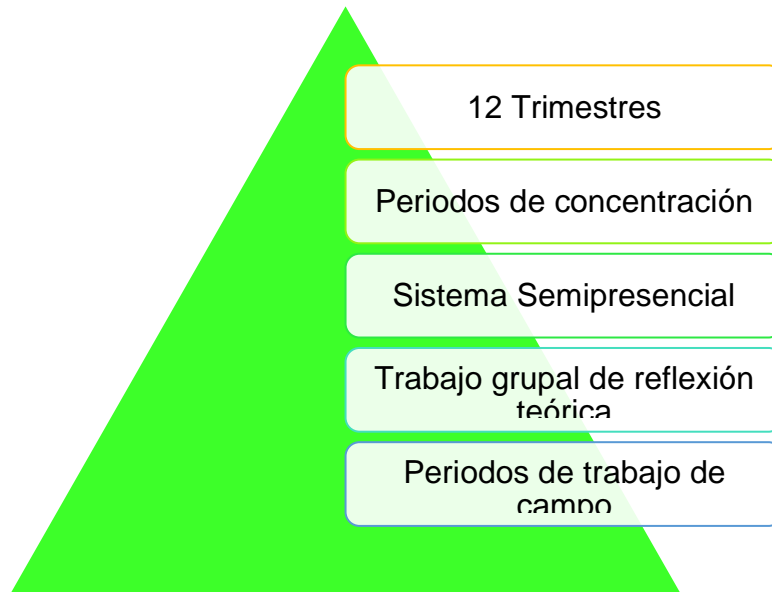 12 Trimestres
Periodos de concentración
Sistema Semipresencial
Trabajo grupal de reflexión
teórica
Periodos de trabajo de
campo